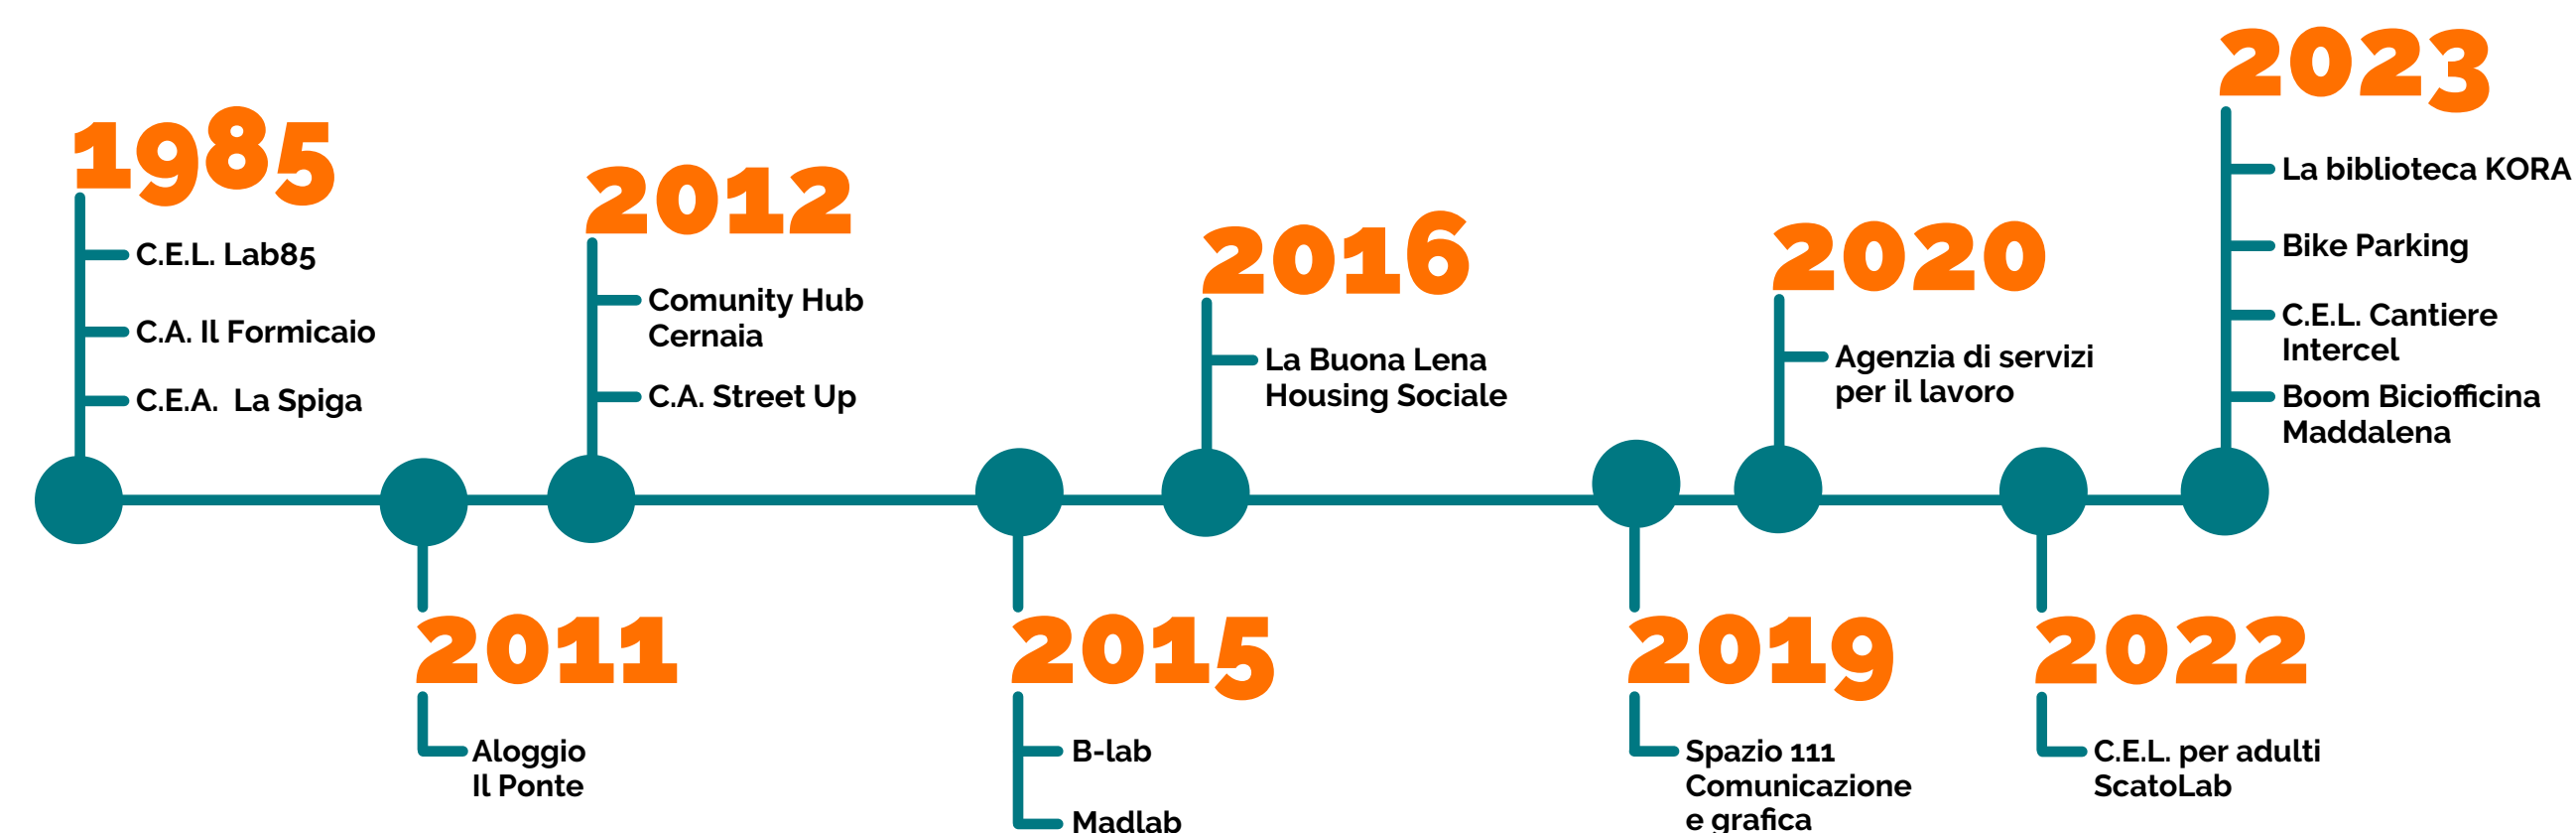 1985
C.E.L. Lab85
C.A. Il Formicaio
C.E.A. La Spiga
2011
Aloggio
Il Ponte
2012
Comunity Hub
Cernaia
C.A. Street Up
2015
B-lab
Madlab
2016
La Buona Lena
Housing Sociale
2019
Spazio 111
Comunicazione
e grafica
2020
Agenzia di servizi
per il lavoro
2022
C.E.L. per adulti
ScatoLab
2023
La biblioteca KORA
Bike Parking
C.E.L. Cantiere
Intercel
Boom Biciofficina
Maddalena